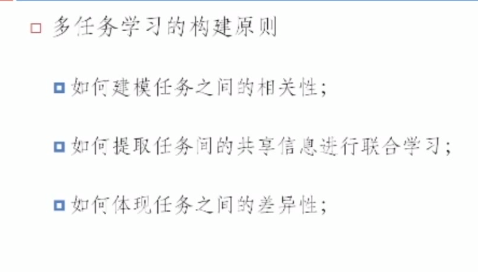 多任务学习的构建原则
如何建模任务之间的相关性;
如何提取任务间的共享信息进行联合学习;
如何体现任务之间的差异性;